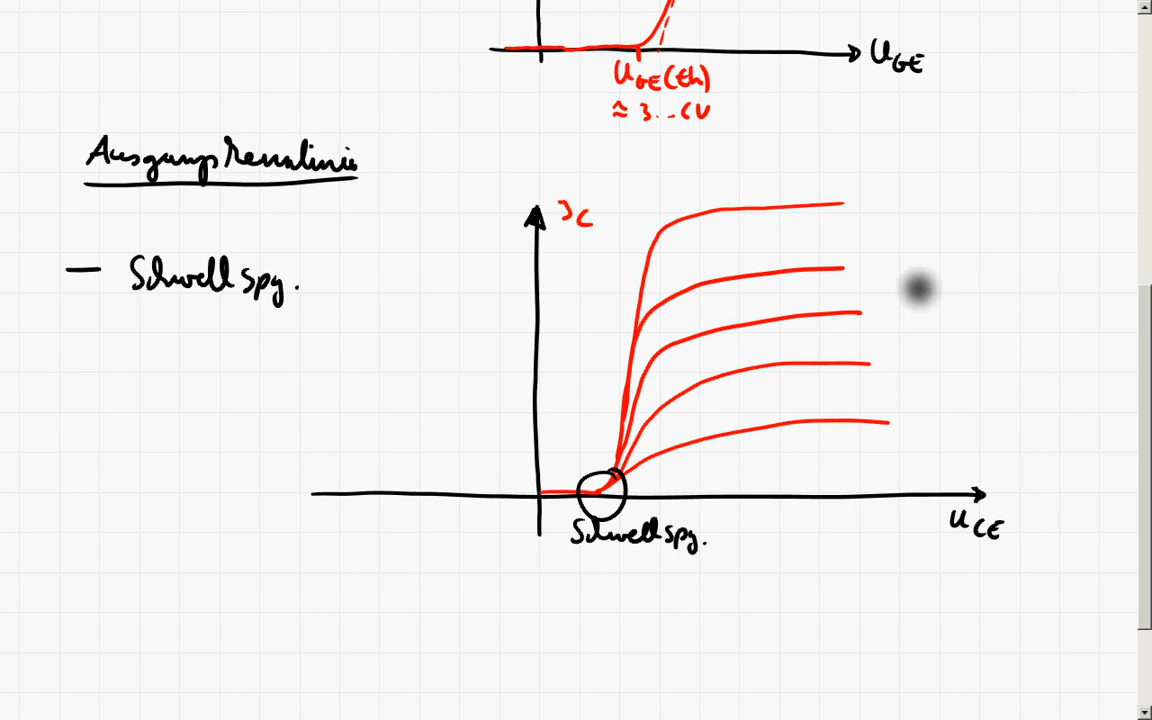 U_GE
U_GE(th)
≈ 3...6V
Ausgangskennlinie
I_C
— Schwellspg.
U_CE
Schwellspg.